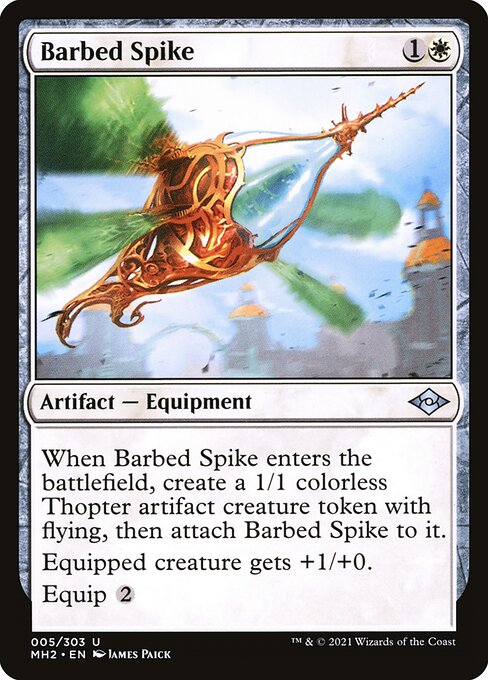 Barbed Spike 1
Artifact — Equipment
When Barbed Spike enters the
battlefield, create a 1/1 colorless
Thopter artifact creature token with
flying, then attach Barbed Spike to it.
Equipped creature gets +1/+0.
Equip 2
005/303 U
MH2 • EN JAMES PAICK
™ & © 2021 Wizards of the Coast